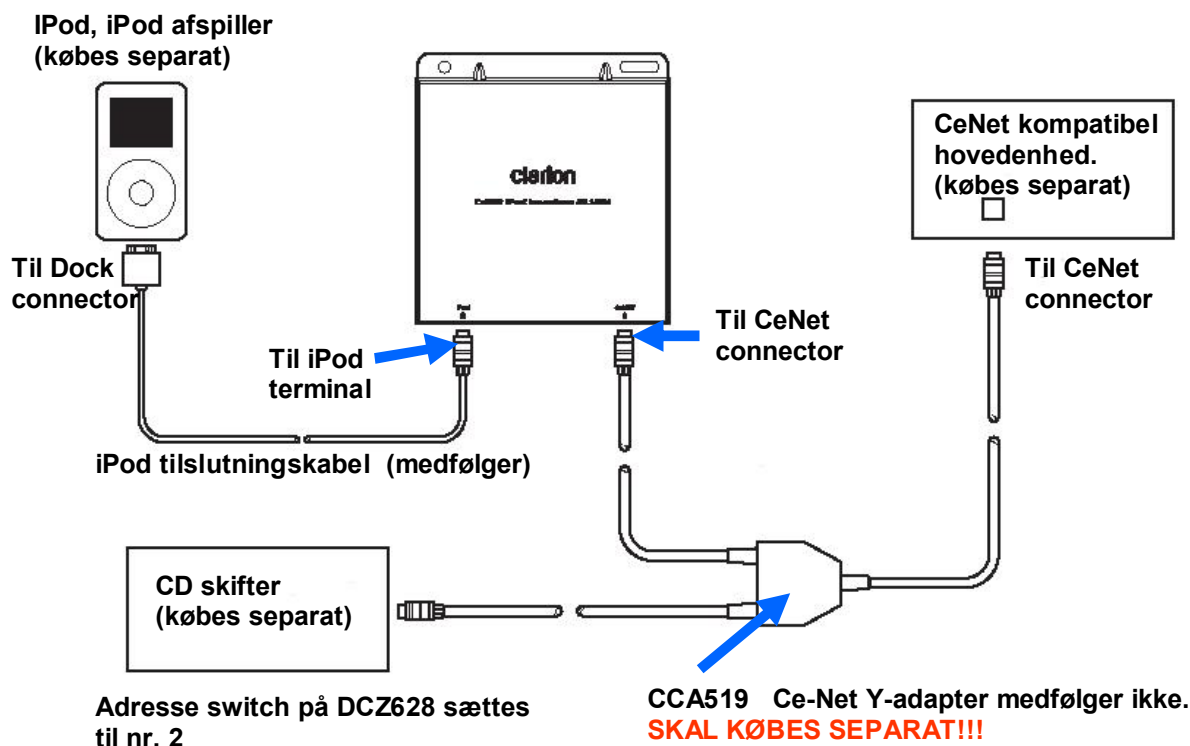 IPod, iPod afspiller
(købes separat)
clarion
CeNet kompatibel
hovedenhed.
(købes separat)
Til Dock
connector
Til iPod
terminal
Til CeNet
connector
Til CeNet
connector
iPod tilslutningskabel (medfølger)
CD skifter
(købes separat)
Adresse switch på DCZ628 sættes
til nr. 2
CCA519 Ce-Net Y-adapter medfølger ikke.
SKAL KØBES SEPARAT!!!